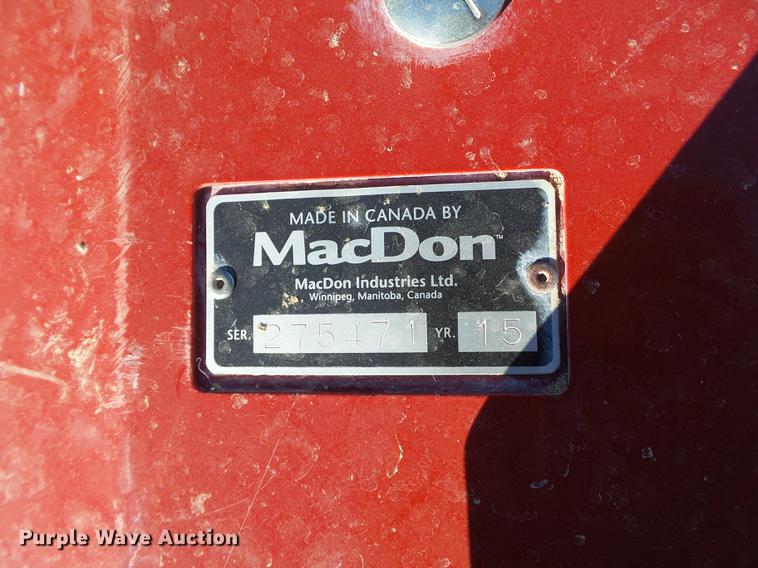 MADE IN CANADA BY
MacDon™
MacDon Industries Ltd.
Winnipeg, Manitoba, Canada
SER. 275471 YR. 15
Purple Wave Auction